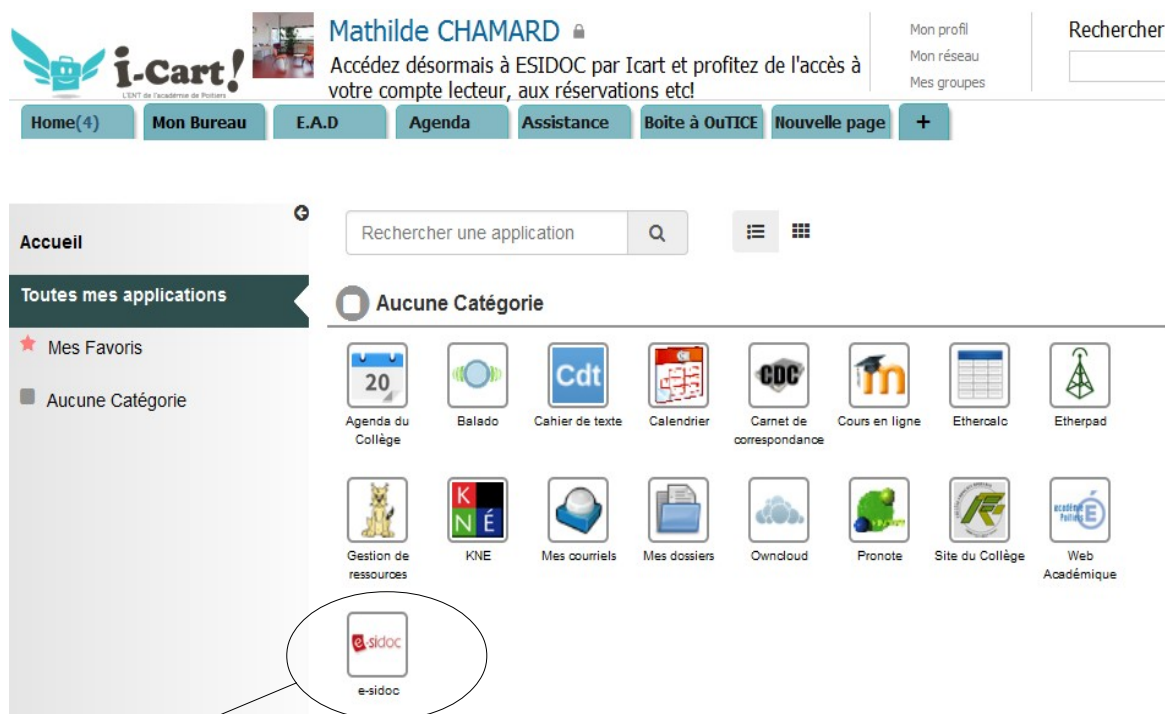 i-Cart!
L'ENT de l'académie de Poitiers
Mathilde CHAMARD
Accédez désormais à ESIDOC par Icart et profitez de l'accès à
votre compte lecteur, aux réservations etc!
Mon profil
Mon réseau
Mes groupes
Rechercher
Home(4) Mon Bureau E.A.D Agenda Assistance Boite à OuTICE Nouvelle page +
Accueil
Toutes mes applications
Mes Favoris
Aucune Catégorie
Rechercher une application
Aucune Catégorie
20 Cdt CDC m
Agenda du Collège
Balado
Cahier de texte
Calendrier
Carnet de correspondance
Cours en ligne
Ethercalc
Etherpad
K
N É
académie
Poitiers É
Gestion de ressources
KNE
Mes courriels
Mes dossiers
Owncloud
Pronote
Site du Collège
Web Académique
e-sidoc
e-sidoc